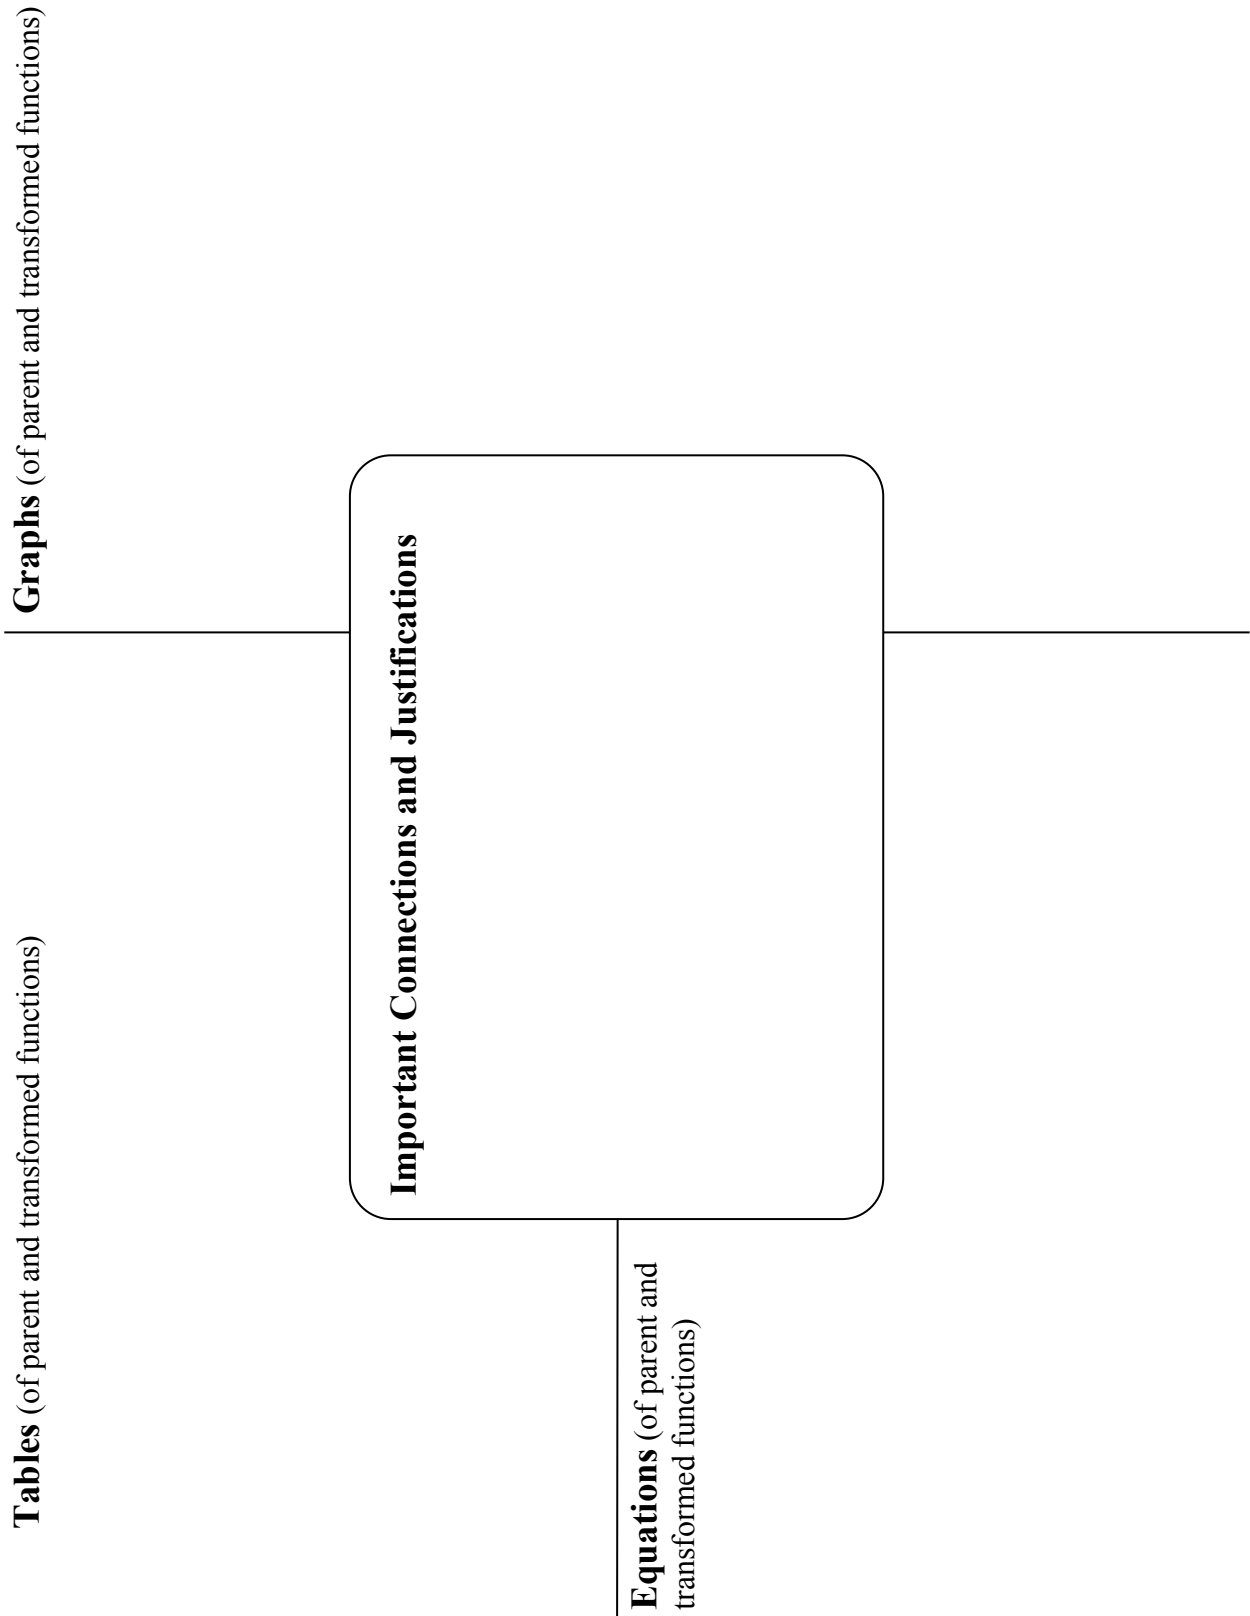 Tables (of parent and transformed functions)
Graphs (of parent and transformed functions)
Important Connections and Justifications
Equations (of parent and
transformed functions)